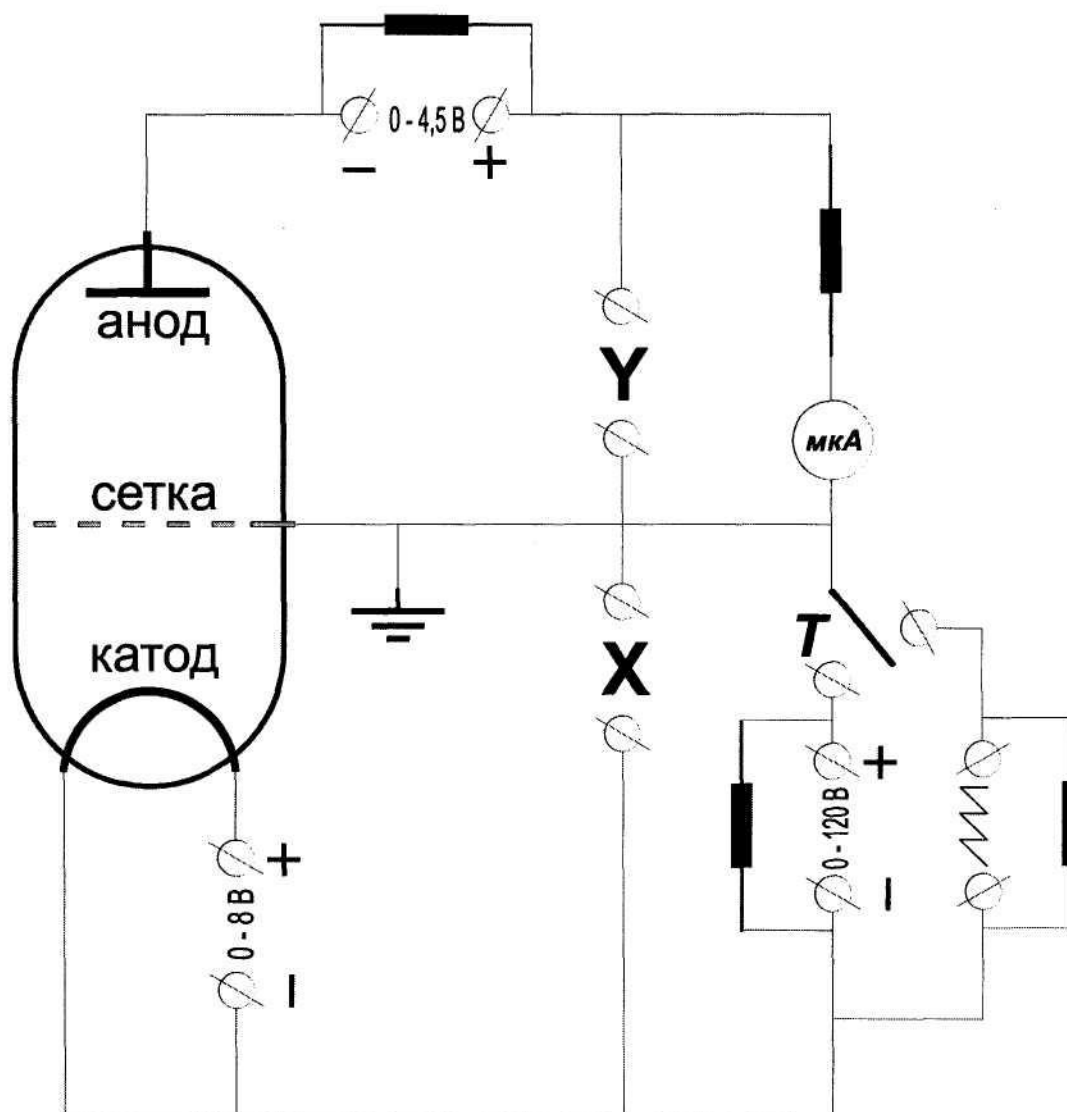 0 - 4,5 В
− +
анод
Y
мкА
сетка
катод
X
T
+
0 - 120 В
−
+
0 - 8 В
−